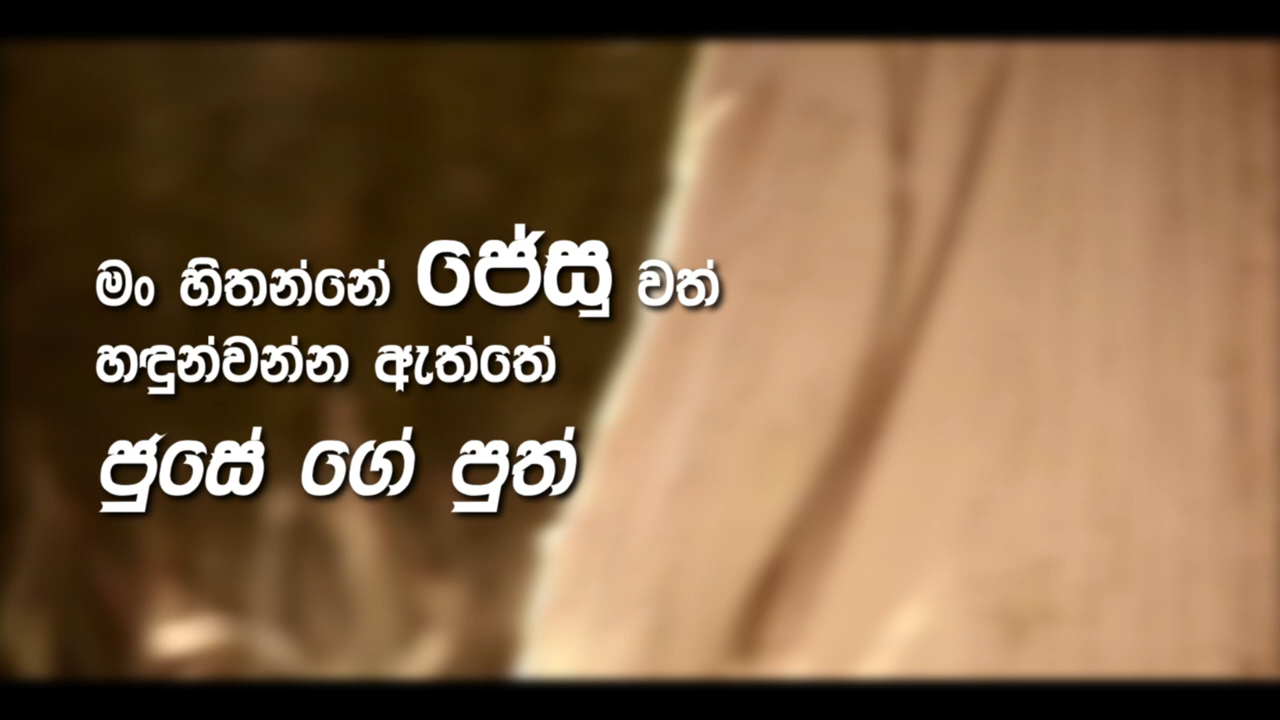 මං හිතන්නේ ජේසු වත්
හඳුන්වන්න ඇත්තේ
ජුසේ ගේ පුත්